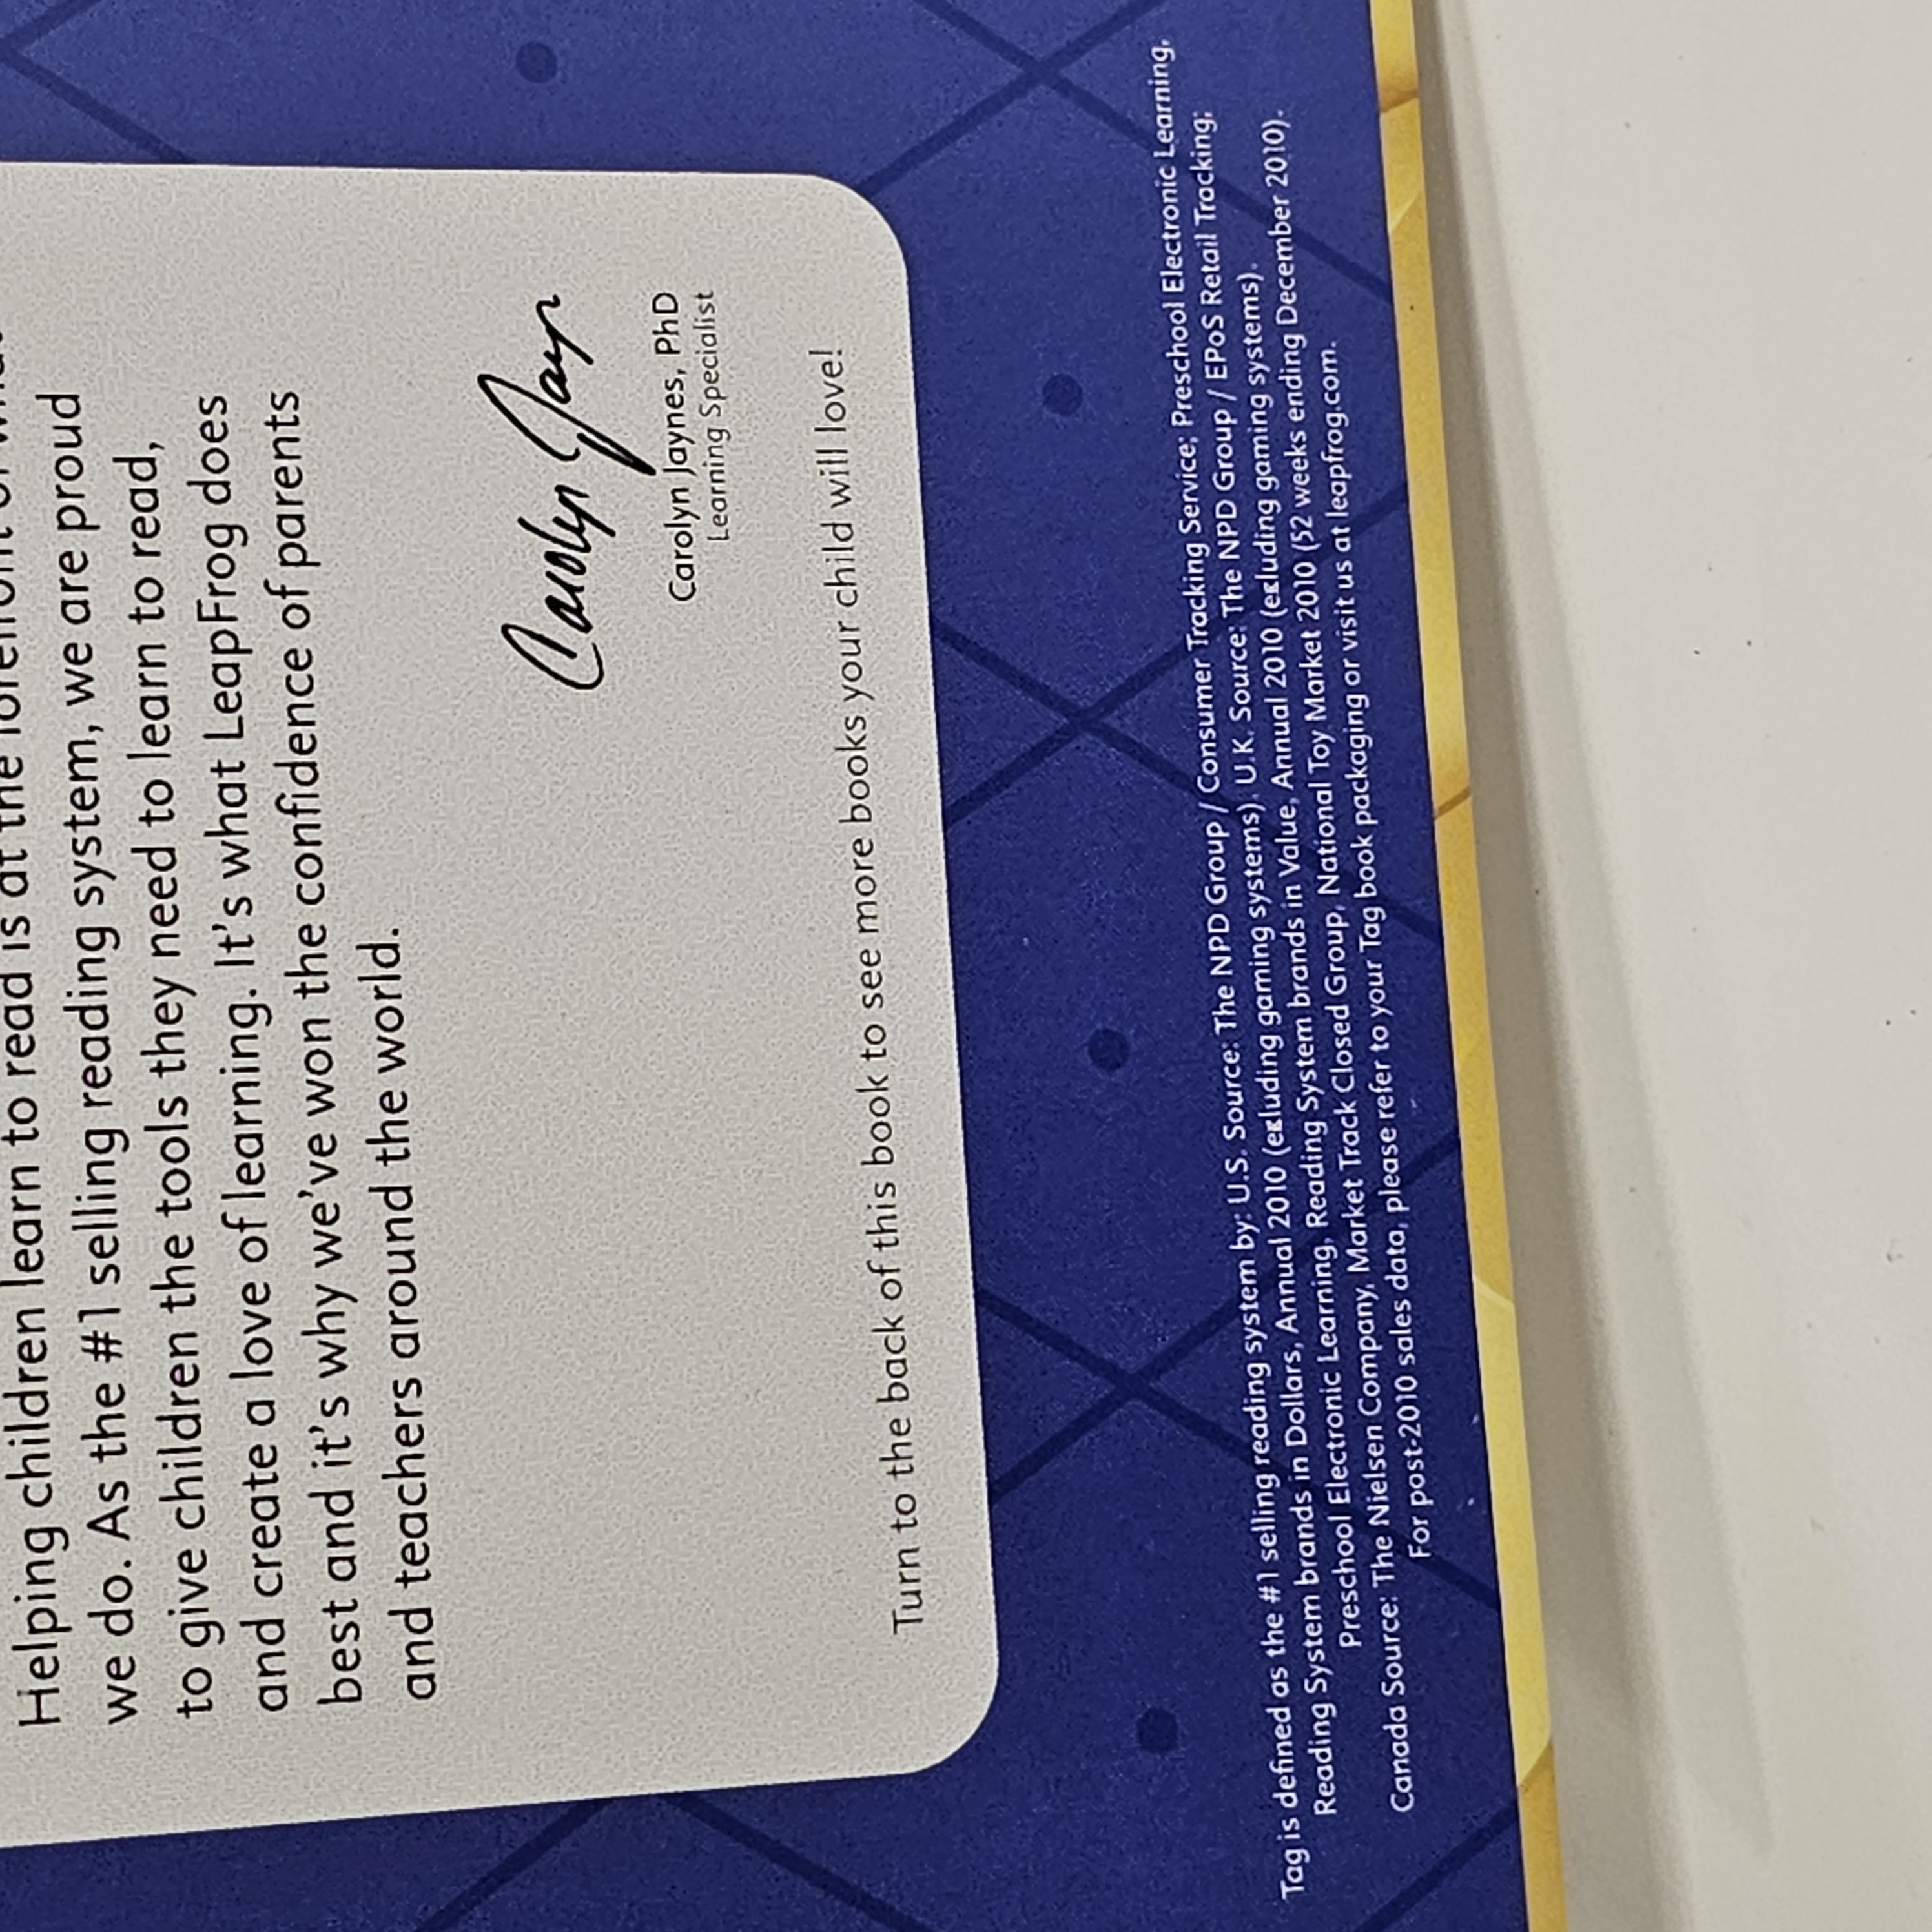 Helping children learn to read is at the forefront of what
we do. As the #1 selling reading system, we are proud
to give children the tools they need to learn to read,
and create a love of learning. It's what LeapFrog does
best and it's why we've won the confidence of parents
and teachers around the world.
Carolyn Jayn
Carolyn Jaynes, PhD
Learning Specialist
Turn to the back of this book to see more books your child will love!
Tag is defined as the #1 selling reading system by: U.S. Source: The NPD Group / Consumer Tracking Service; Preschool Electronic Learning,
Reading System brands in Dollars, Annual 2010 (exluding gaming systems). U.K. Source: The NPD Group / EPoS Retail Tracking;
Preschool Electronic Learning, Reading System brands in Value, Annual 2010 (exluding gaming systems).
Canada Source: The Nielsen Company, Market Track Closed Group, National Toy Market 2010 (52 weeks ending December 2010).
For post-2010 sales data, please refer to your Tag book packaging or visit us at leapfrog.com.